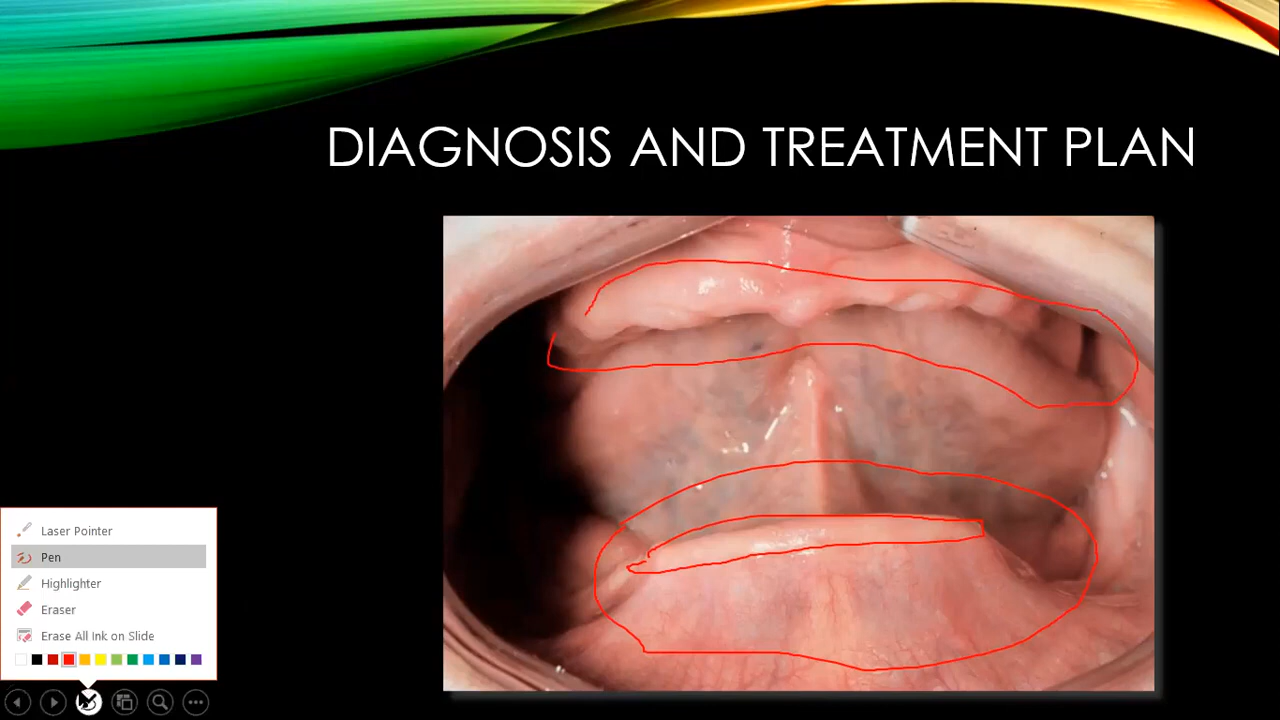 DIAGNOSIS AND TREATMENT PLAN
Laser Pointer
Pen
Highlighter
Eraser
Erase All Ink on Slide